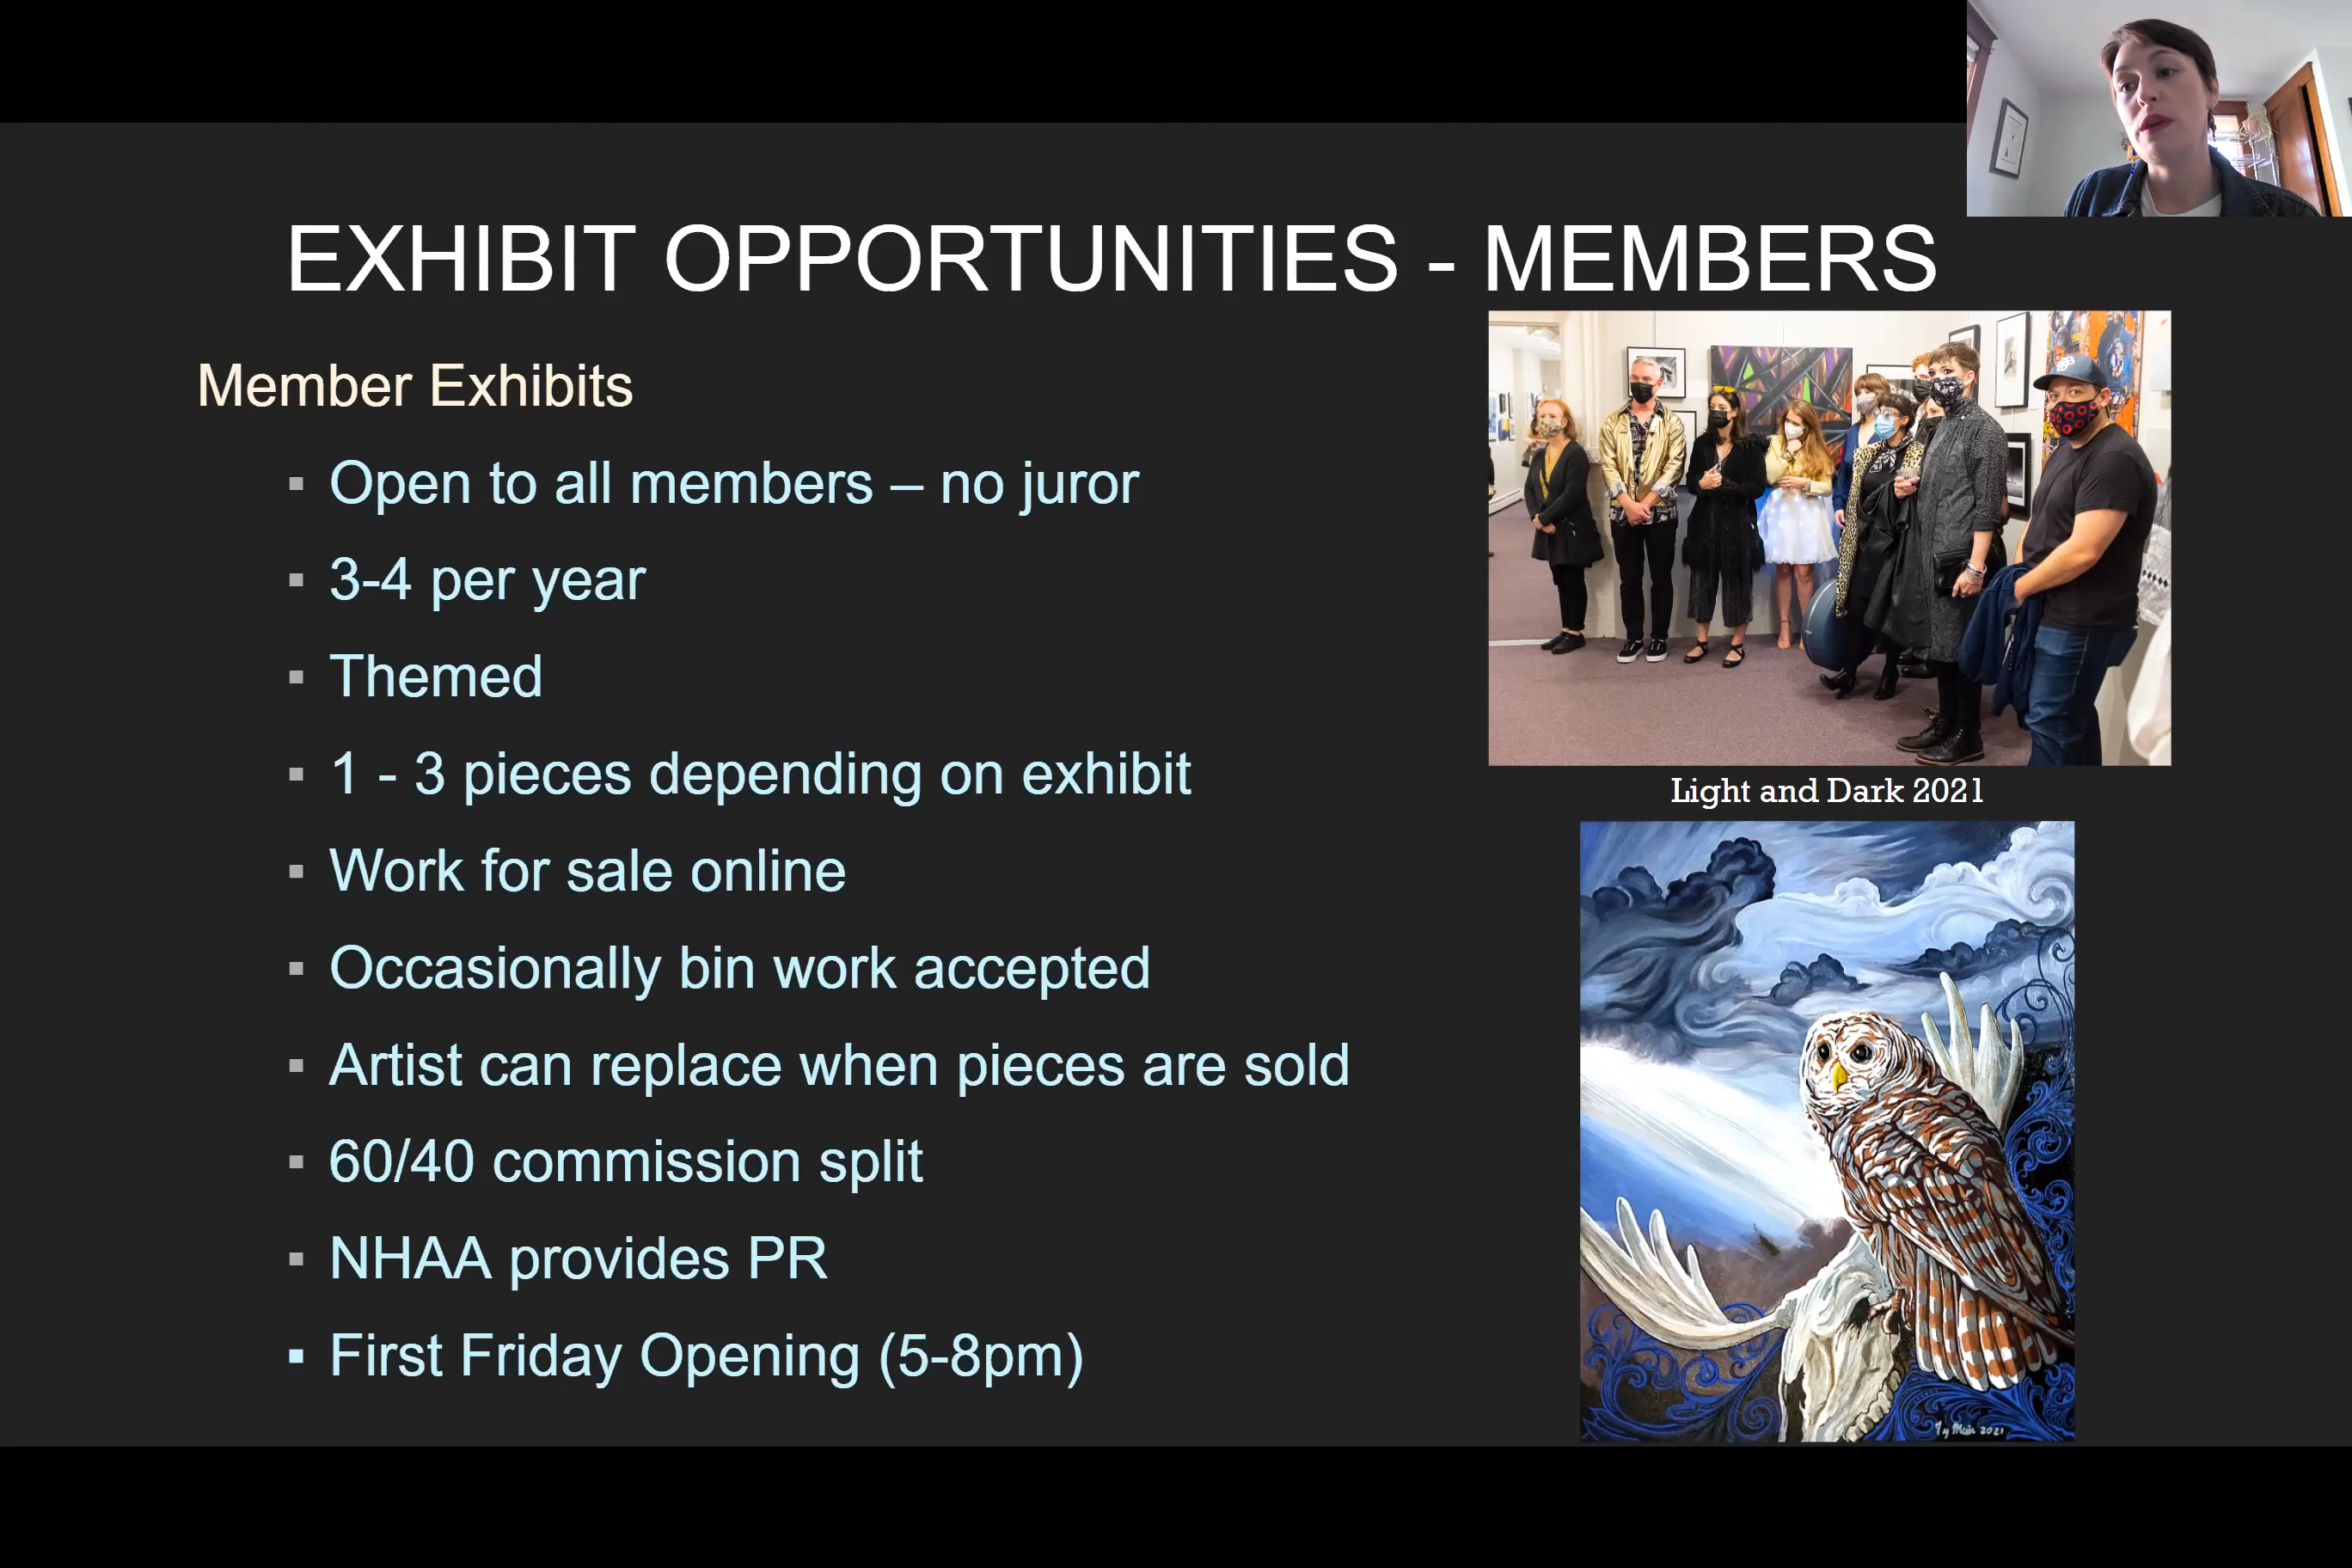 EXHIBIT OPPORTUNITIES - MEMBERS
Member Exhibits
Open to all members – no juror
3-4 per year
Themed
1 - 3 pieces depending on exhibit
Work for sale online
Occasionally bin work accepted
Artist can replace when pieces are sold
60/40 commission split
NHAA provides PR
First Friday Opening (5-8pm)
Light and Dark 2021
2021